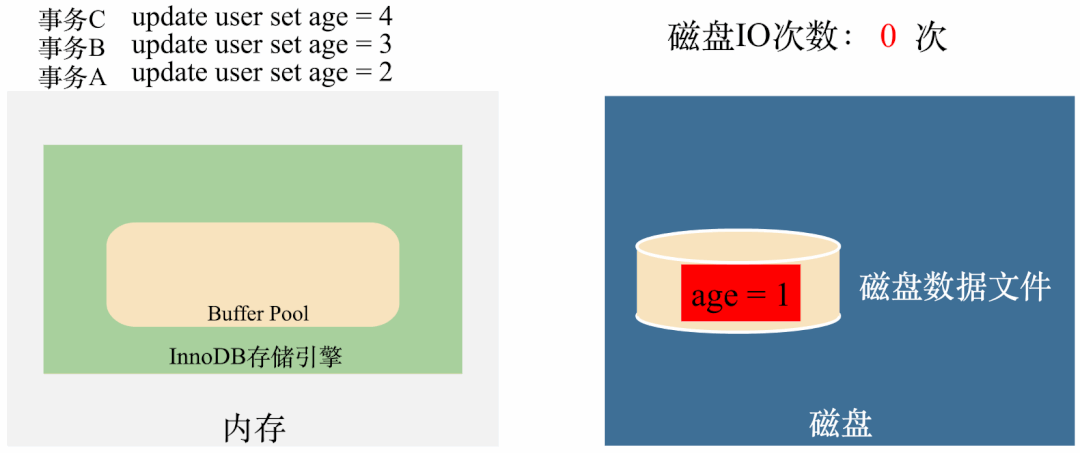 事务C update user set age = 4
事务B update user set age = 3
事务A update user set age = 2
磁盘IO次数： 0 次
Buffer Pool
InnoDB存储引擎
内存
age = 1
磁盘数据文件
磁盘